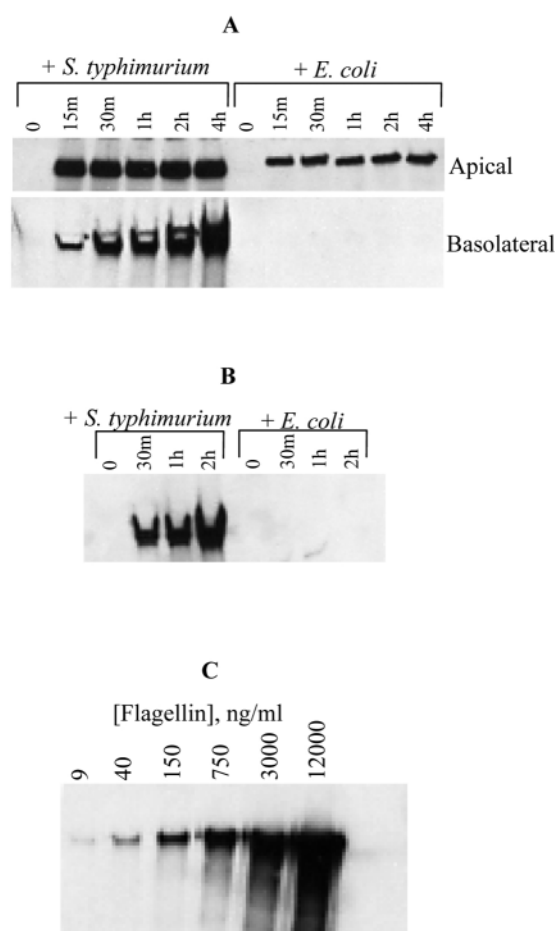 A
+ S. typhimurium + E. coli
0 15m 30m 1h 2h 4h 0 15m 30m 1h 2h 4h
Apical
Basolateral
B
+ S. typhimurium + E. coli
0 30m 1h 2h 0 30m 1h 2h
C
[Flagellin], ng/ml
9 40 150 750 3000 12000